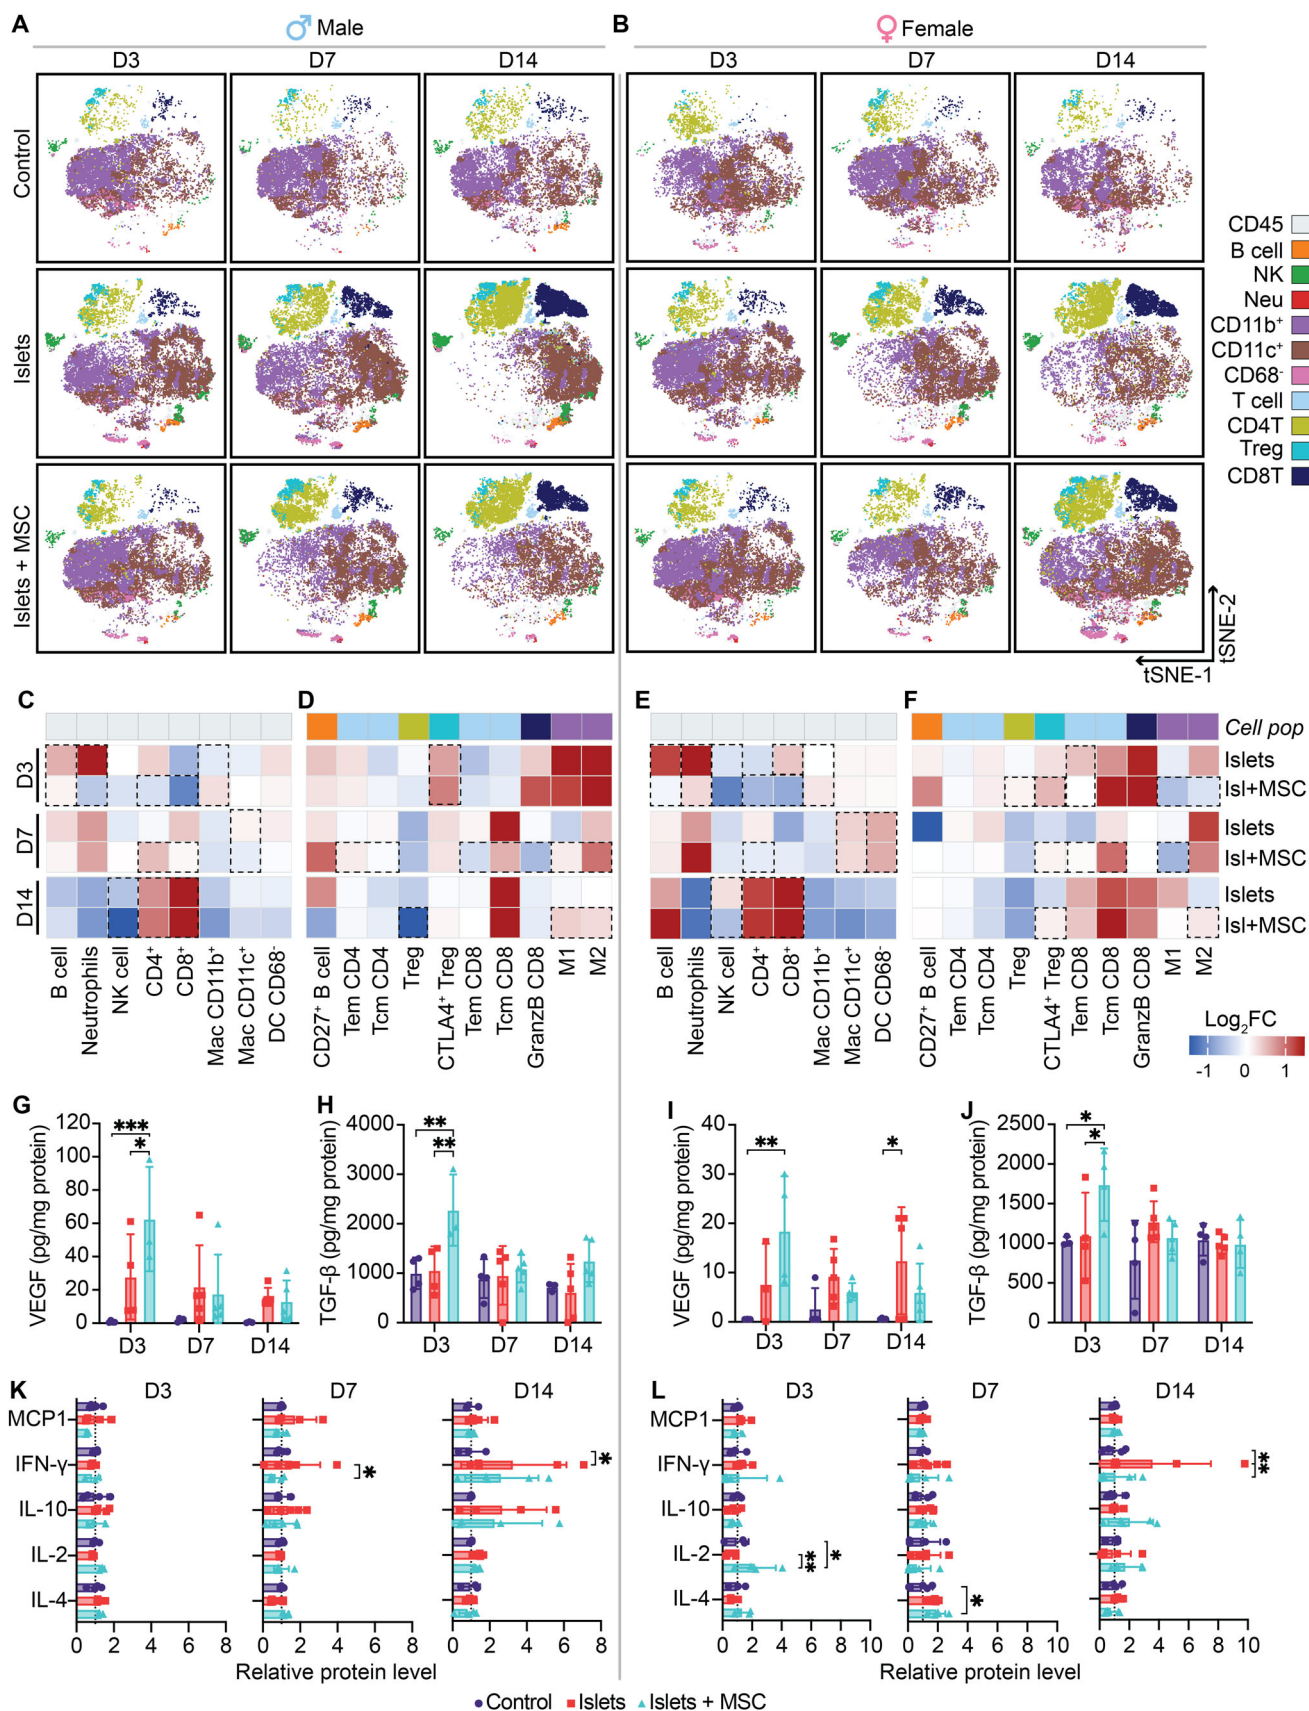 A
♂ Male
B
♀ Female
D3
D7
D14
D3
D7
D14
Control
Islets
Islets + MSC
CD45
B cell
NK
Neu
CD11b⁺
CD11c⁺
CD68⁻
T cell
CD4T
Treg
CD8T
tSNE-1
tSNE-2
C
D
E
F
Cell pop
D3
Islets
Isl+MSC
D7
Islets
Isl+MSC
D14
Islets
Isl+MSC
B cell
Neutrophils
NK cell
CD4⁺
CD8⁺
Mac CD11b⁺
Mac CD11c⁺
DC CD68⁻
CD27⁺ B cell
Tem CD4
Tcm CD4
Treg
CTLA4⁺ Treg
Tem CD8
Tcm CD8
GranzB CD8
M1
M2
B cell
Neutrophils
NK cell
CD4⁺
CD8⁺
Mac CD11b⁺
Mac CD11c⁺
DC CD68⁻
CD27⁺ B cell
Tem CD4
Tcm CD4
Treg
CTLA4⁺ Treg
Tem CD8
Tcm CD8
GranzB CD8
M1
M2
Log₂FC
-1 0 1
G
VEGF (pg/mg protein)
120
100
80
60
40
20
0
***
*
D3 D7 D14
H
TGF-β (pg/mg protein)
4000
3000
2000
1000
0
**
**
D3 D7 D14
I
VEGF (pg/mg protein)
40
30
20
10
0
**
*
D3 D7 D14
J
TGF-β (pg/mg protein)
2500
2000
1500
1000
500
0
*
*
D3 D7 D14
K
D3
D7
D14
MCP1
IFN-γ
IL-10
IL-2
IL-4
*
*
0 2 4 6 8
0 2 4 6 8
0 2 4 6 8
Relative protein level
L
D3
D7
D14
MCP1
IFN-γ
IL-10
IL-2
IL-4
**
*
*
**
0 2 4 6 8 10
0 2 4 6 8 10
0 2 4 6 8 10
Relative protein level
Control Islets Islets + MSC